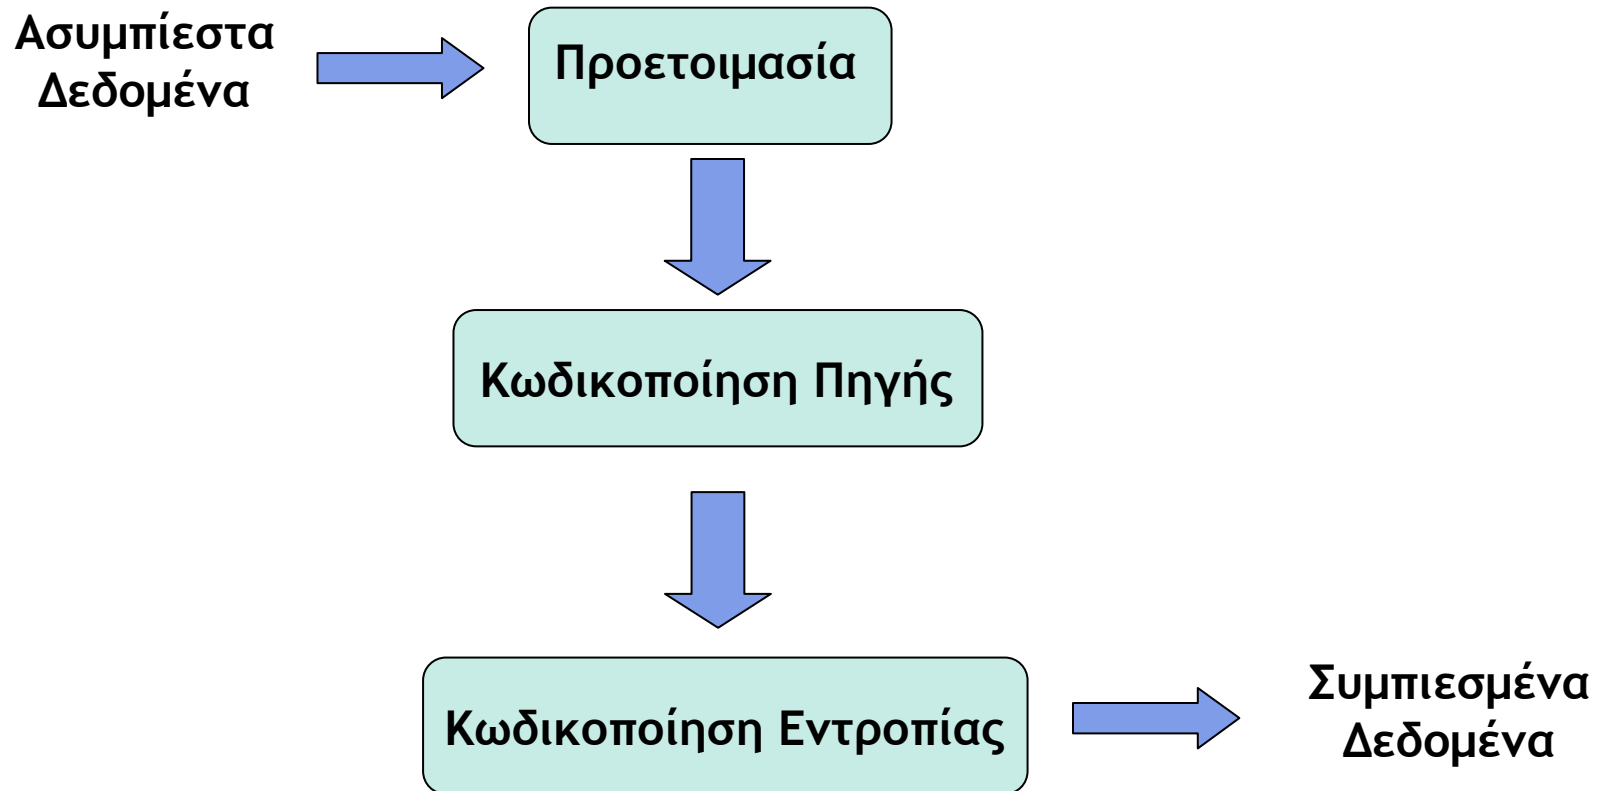 Ασυμπίεστα
Δεδομένα
Προετοιμασία
Κωδικοποίηση Πηγής
Κωδικοποίηση Εντροπίας
Συμπιεσμένα
Δεδομένα